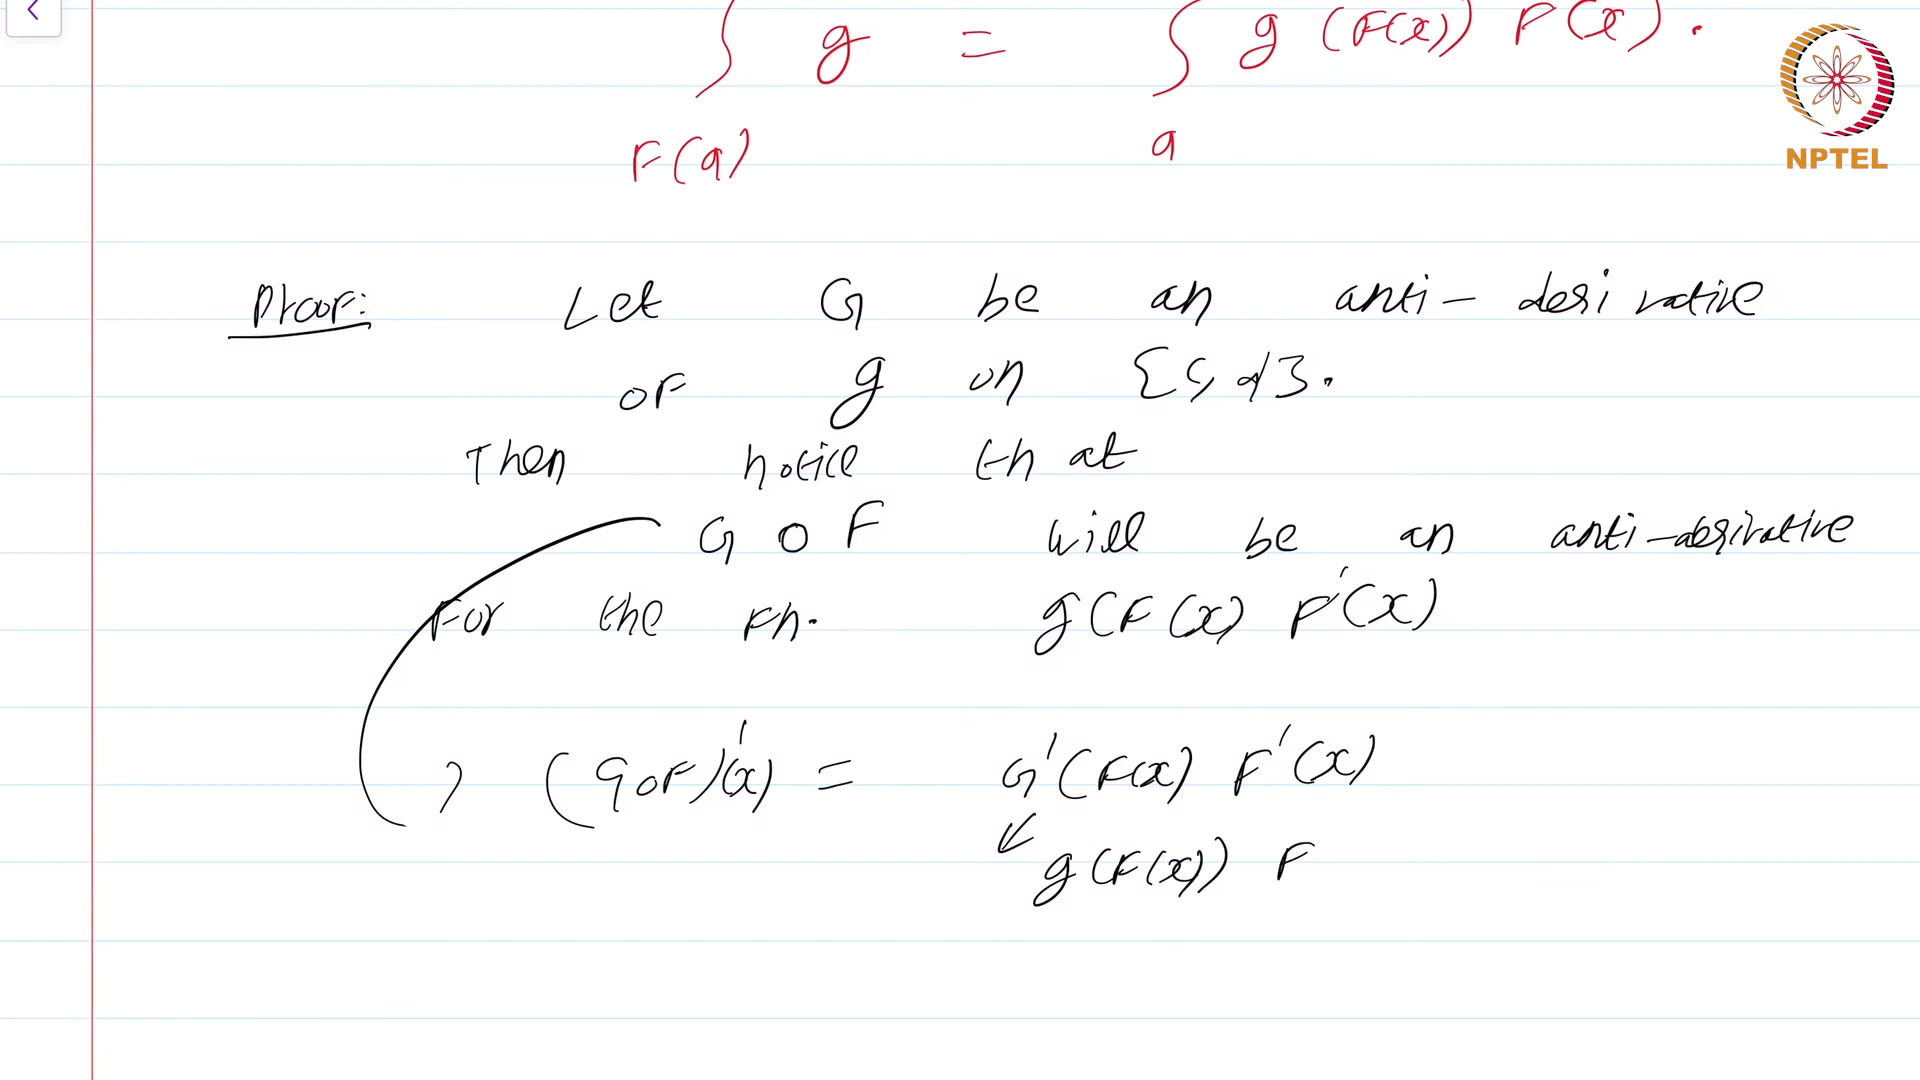 ∫ g = ∫ g (F(x)) F(x).
F(a) a
NPTEL
Proof: Let G be an anti-derivative
of g on [c, d].
Then notice that
G o F will be an anti-derivative
For the Fn. g(F(x) F'(x)
, (G o F)'(x) = G'(F(x) F'(x)
g(F(x)) F